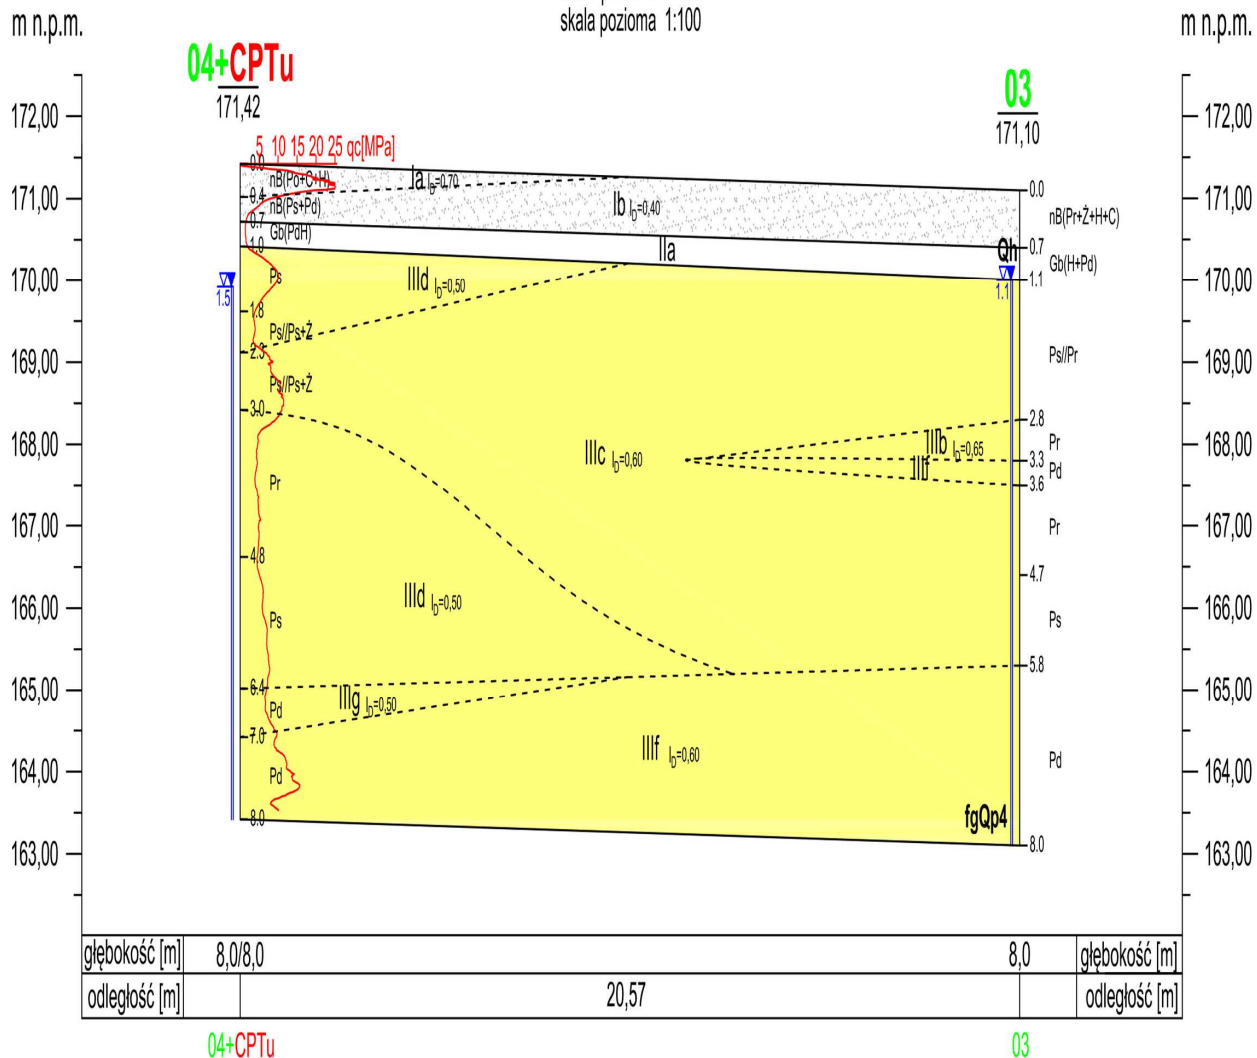 skala pozioma 1:100
m n.p.m.
m n.p.m.
04+CPTu
171,42
03
171,10
172,00
171,00
170,00
169,00
168,00
167,00
166,00
165,00
164,00
163,00
172,00
171,00
170,00
169,00
168,00
167,00
166,00
165,00
164,00
163,00
5 10 15 20 25 qc[MPa]
0.0
nB(Po+C+H)
0.4
nB(Ps+Pd)
0.7
Gb(PdH)
1.0
Ps
1.5
1.8
Ps//Ps+Ż
2.3
Ps//Ps+Ż
3.0
Pr
4.8
Ps
6.4
Pd
7.0
Pd
8.0
Ia ID=0,70
Ib ID=0,40
IIa
Qh
IIId ID=0,50
IIIc ID=0,60
IIIb ID=0,65
IIIf
IIId ID=0,50
IIIg ID=0,50
IIIf ID=0,60
fgQp4
0.0
nB(Pr+Ż+H+C)
0.7
Gb(H+Pd)
1.1
1.1
Ps//Pr
2.8
Pr
3.3
Pd
3.6
Pr
4.7
Ps
5.8
Pd
8.0
głębokość [m] 8,0/8,0 8,0 głębokość [m]
odległość [m] 20,57 odległość [m]
04+CPTu 03